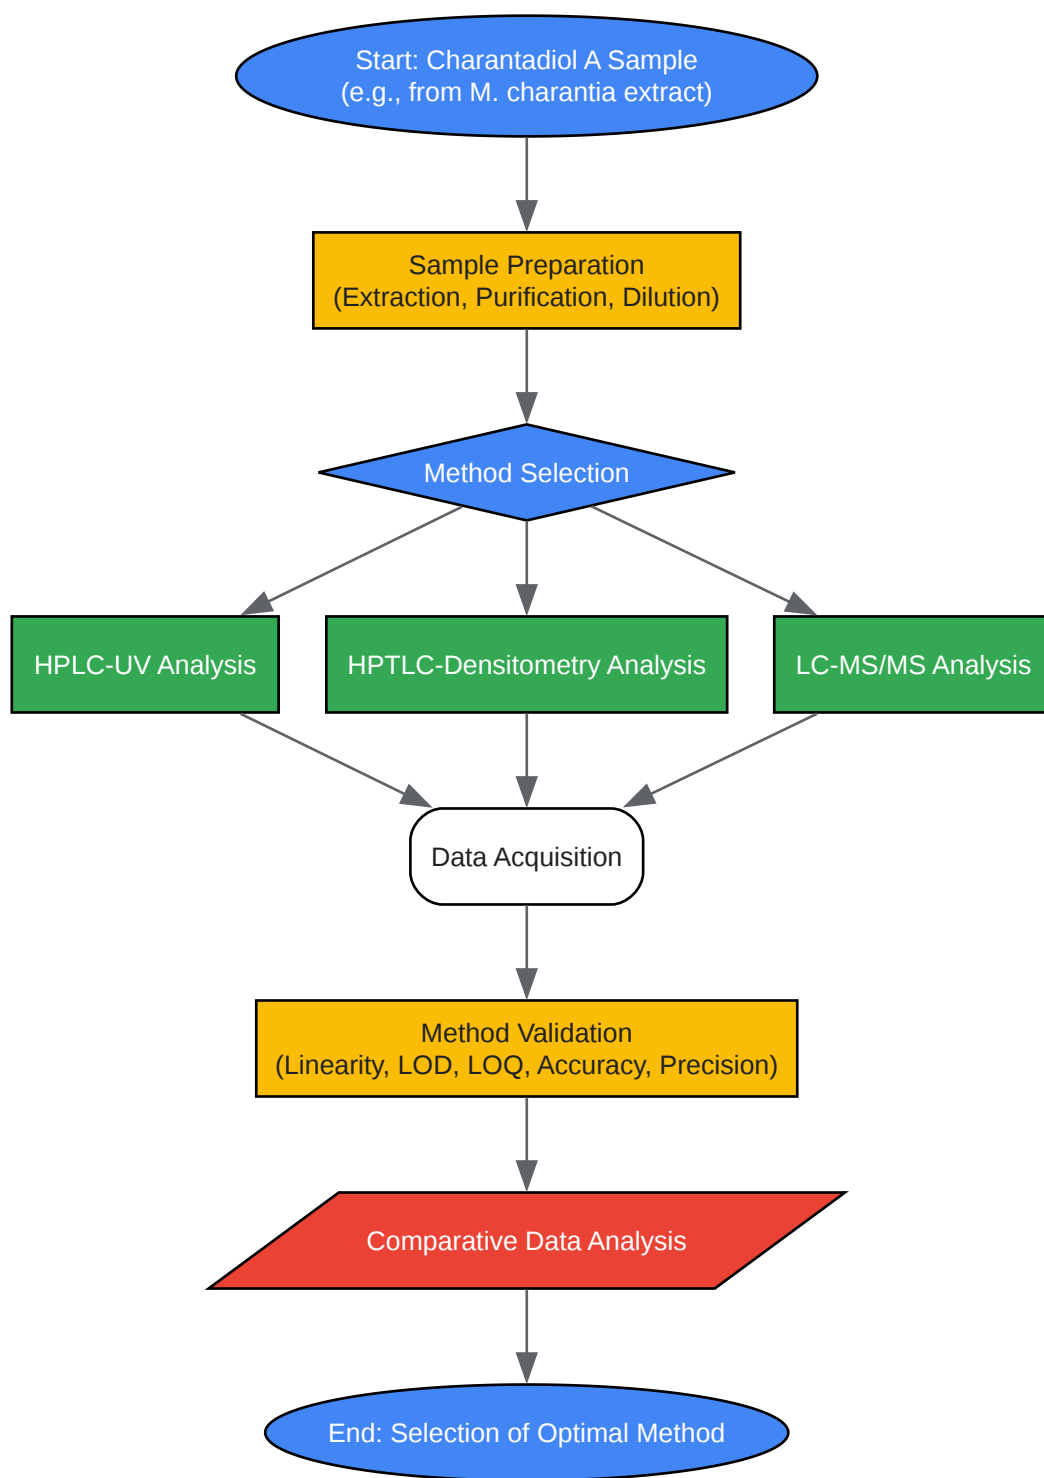 Start: Charantadiol A Sample
(e.g., from M. charantia extract)
Sample Preparation
(Extraction, Purification, Dilution)
Method Selection
HPLC-UV Analysis
HPTLC-Densitometry Analysis
LC-MS/MS Analysis
Data Acquisition
Method Validation
(Linearity, LOD, LOQ, Accuracy, Precision)
Comparative Data Analysis
End: Selection of Optimal Method